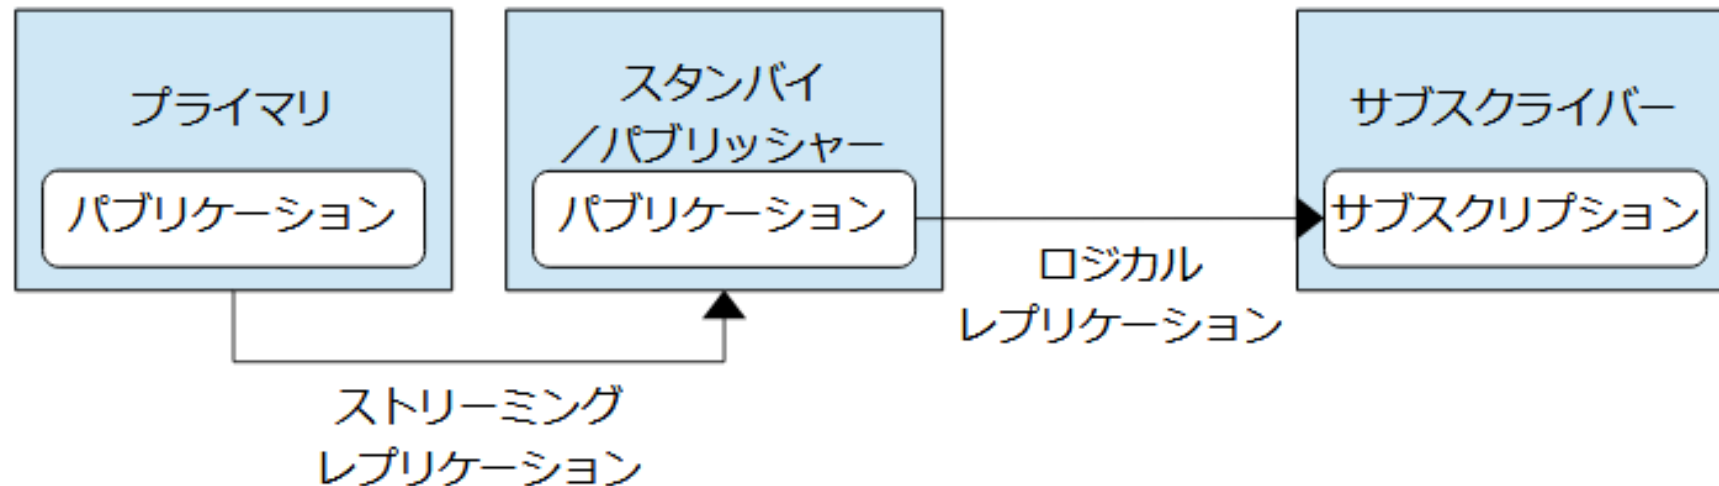 プライマリ
パブリケーション
スタンバイ
／パブリッシャー
パブリケーション
サブスクライバー
サブスクリプション
ロジカル
レプリケーション
ストリーミング
レプリケーション